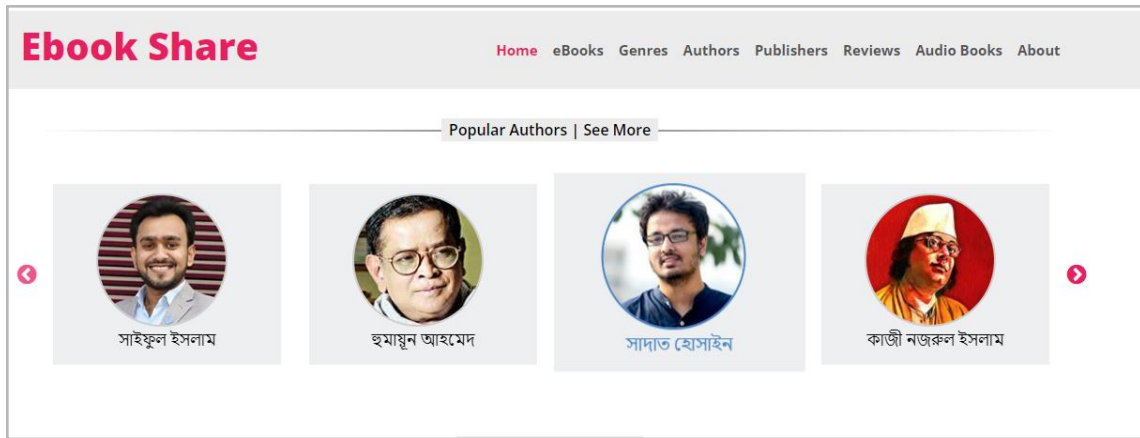 Ebook Share
Home eBooks Genres Authors Publishers Reviews Audio Books About
Popular Authors | See More
সাইফুল ইসলাম
হুমায়ূন আহমেদ
সাদাত হোসাইন
কাজী নজরুল ইসলাম